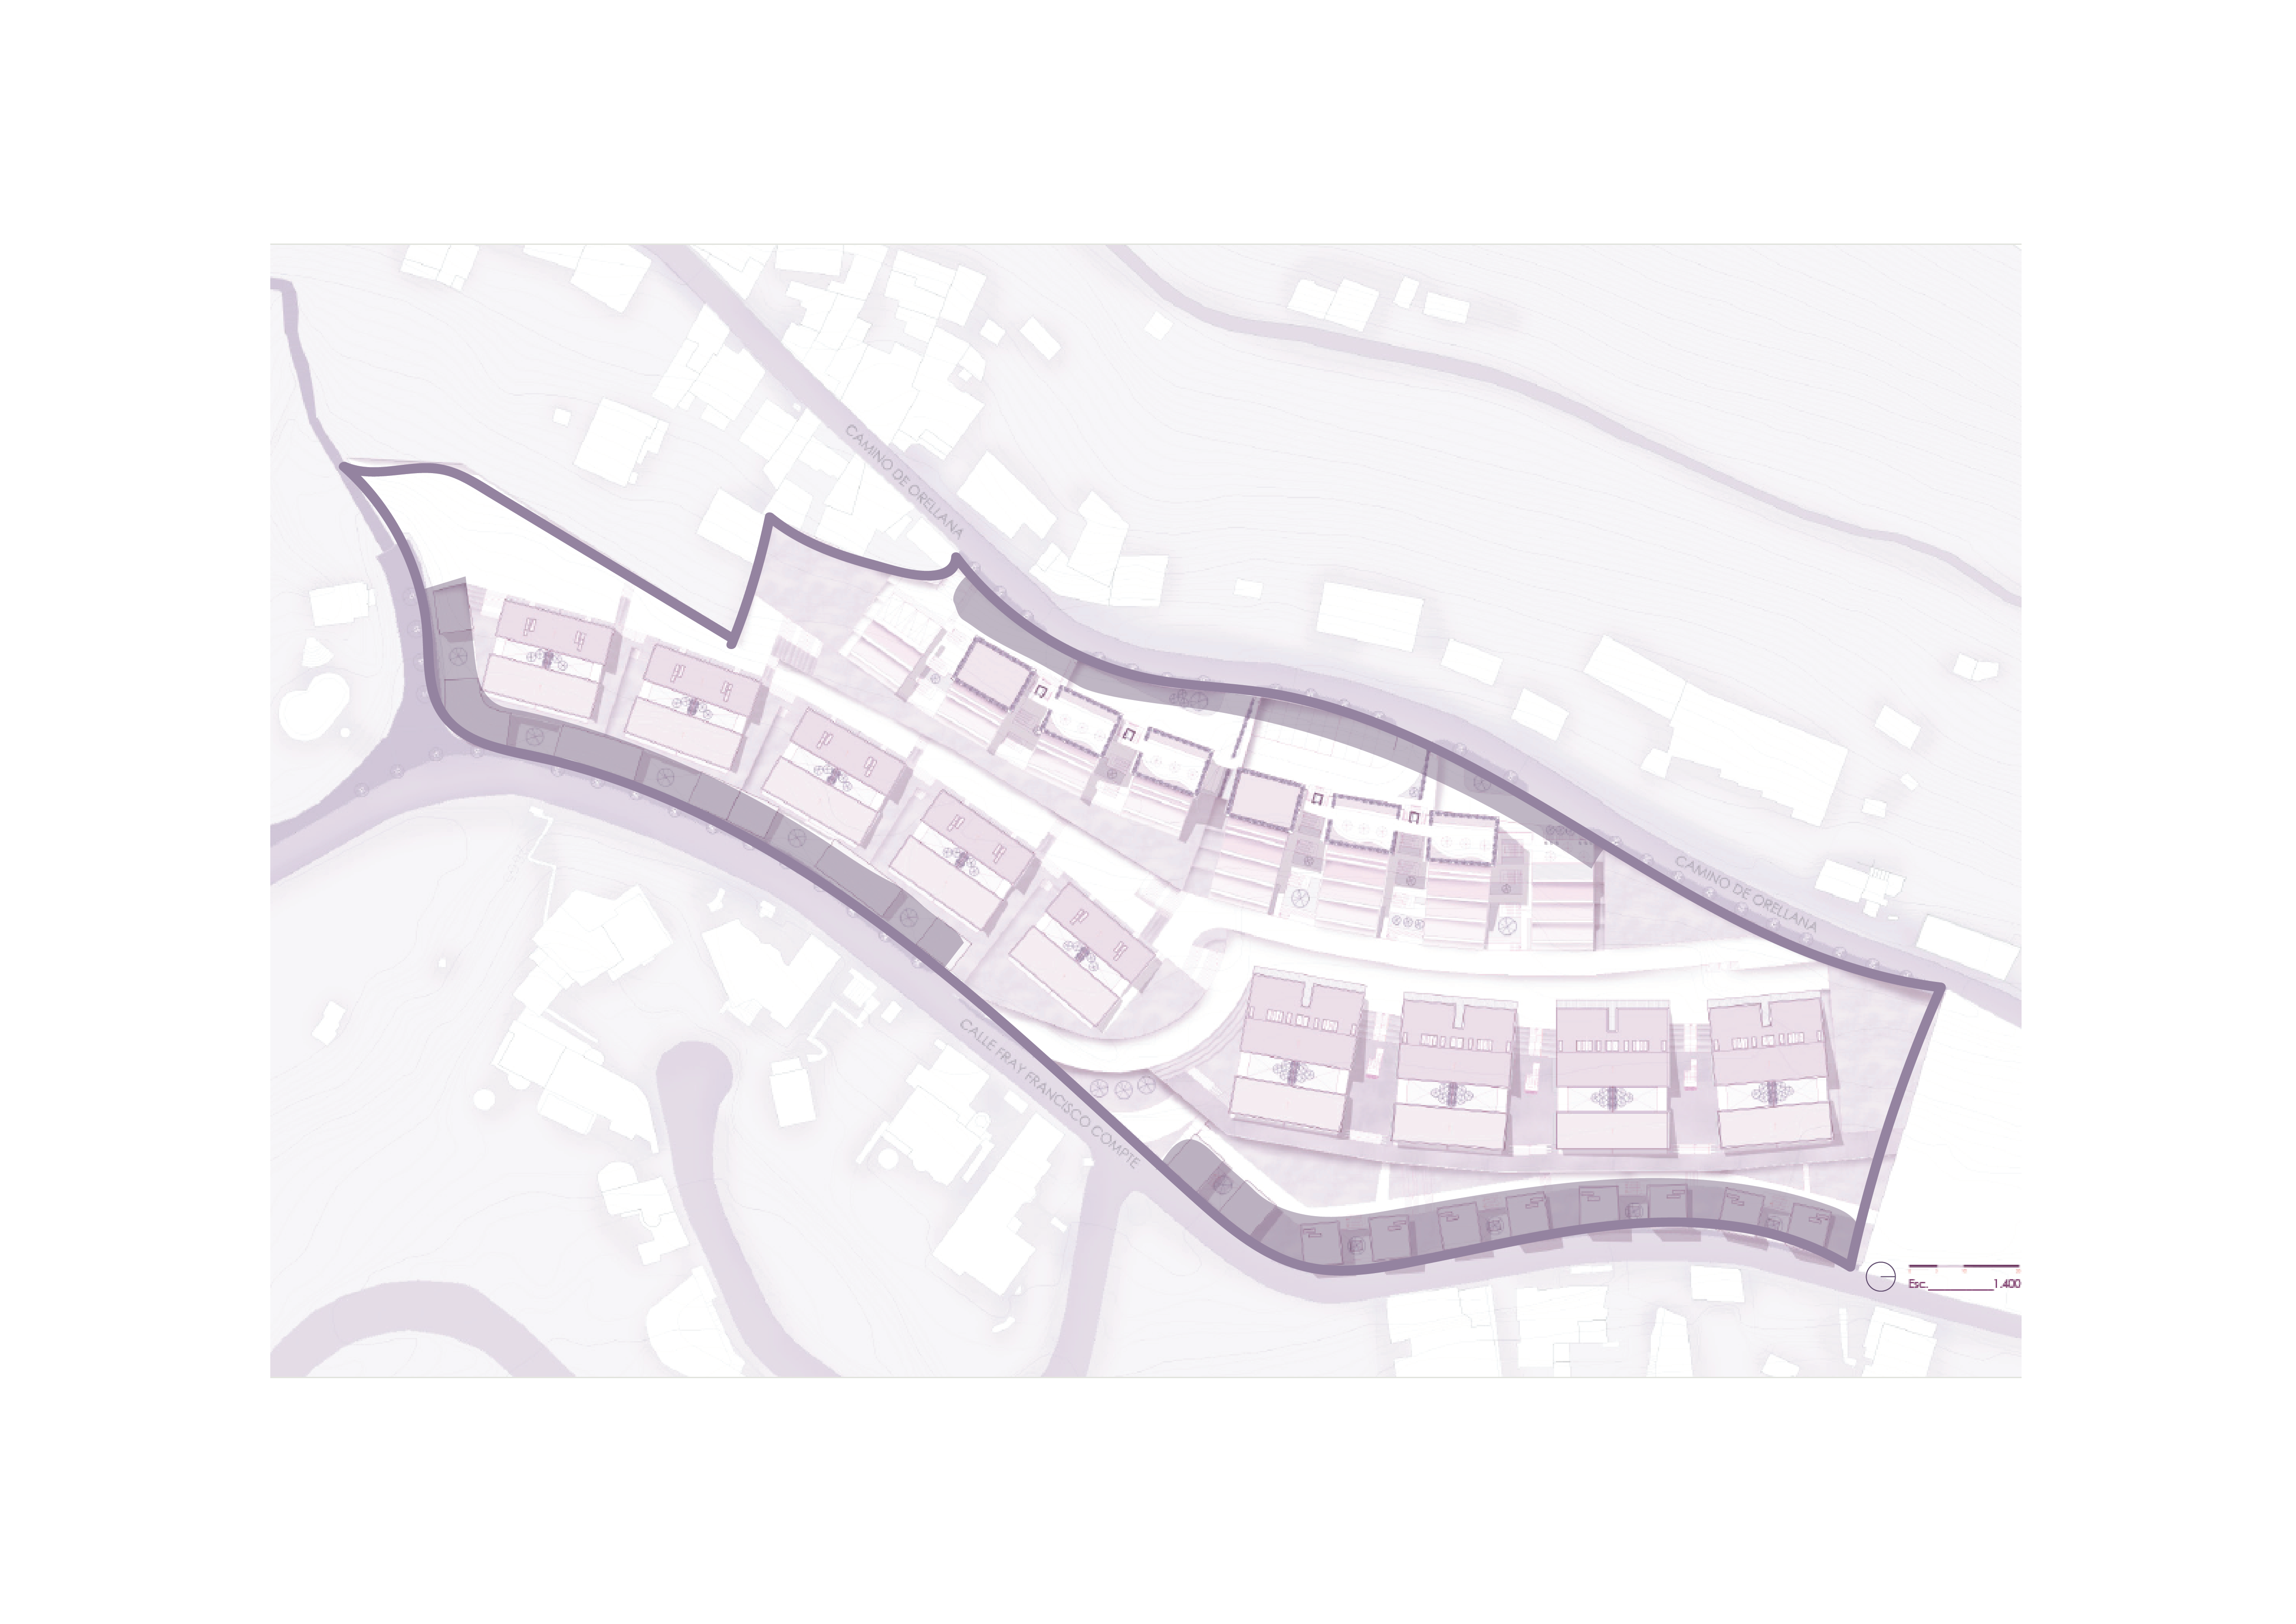 CAMINO DE ORELLANA
CAMINO DE ORELLANA
CALLE FRAY FRANCISCO COMPTE
Esc. 1.400